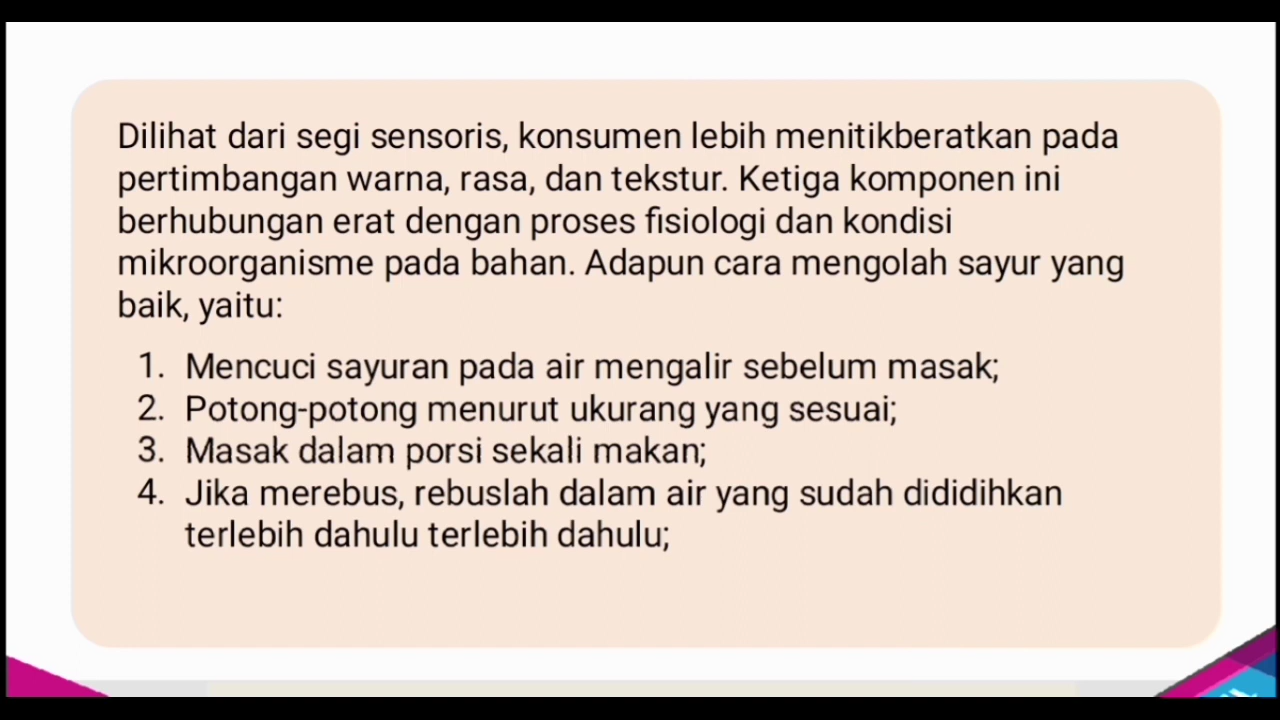 Dilihat dari segi sensoris, konsumen lebih menitikberatkan pada
pertimbangan warna, rasa, dan tekstur. Ketiga komponen ini
berhubungan erat dengan proses fisiologi dan kondisi
mikroorganisme pada bahan. Adapun cara mengolah sayur yang
baik, yaitu:
1. Mencuci sayuran pada air mengalir sebelum masak;
2. Potong-potong menurut ukurang yang sesuai;
3. Masak dalam porsi sekali makan;
4. Jika merebus, rebuslah dalam air yang sudah dididihkan
terlebih dahulu terlebih dahulu;